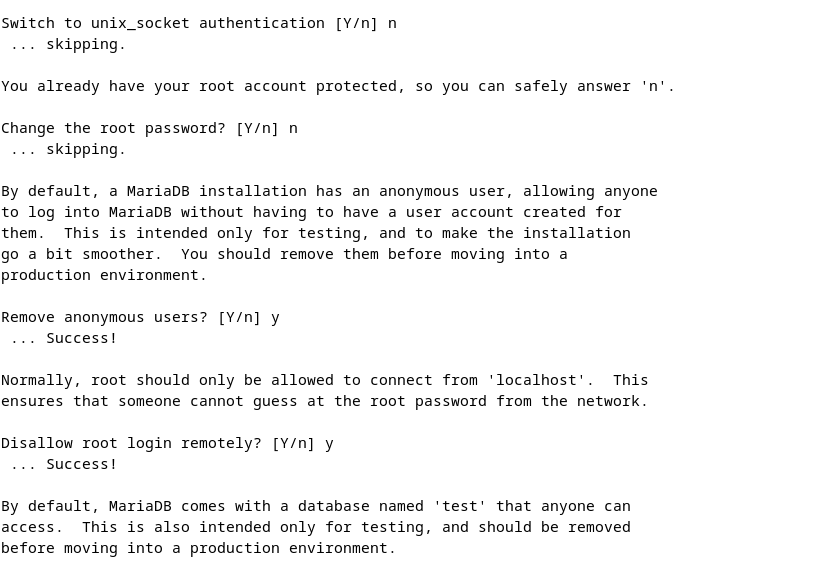 Switch to unix_socket authentication [Y/n] n
 ... skipping.

You already have your root account protected, so you can safely answer 'n'.

Change the root password? [Y/n] n
 ... skipping.

By default, a MariaDB installation has an anonymous user, allowing anyone
to log into MariaDB without having to have a user account created for
them.  This is intended only for testing, and to make the installation
go a bit smoother.  You should remove them before moving into a
production environment.

Remove anonymous users? [Y/n] y
 ... Success!

Normally, root should only be allowed to connect from 'localhost'.  This
ensures that someone cannot guess at the root password from the network.

Disallow root login remotely? [Y/n] y
 ... Success!

By default, MariaDB comes with a database named 'test' that anyone can
access.  This is also intended only for testing, and should be removed
before moving into a production environment.